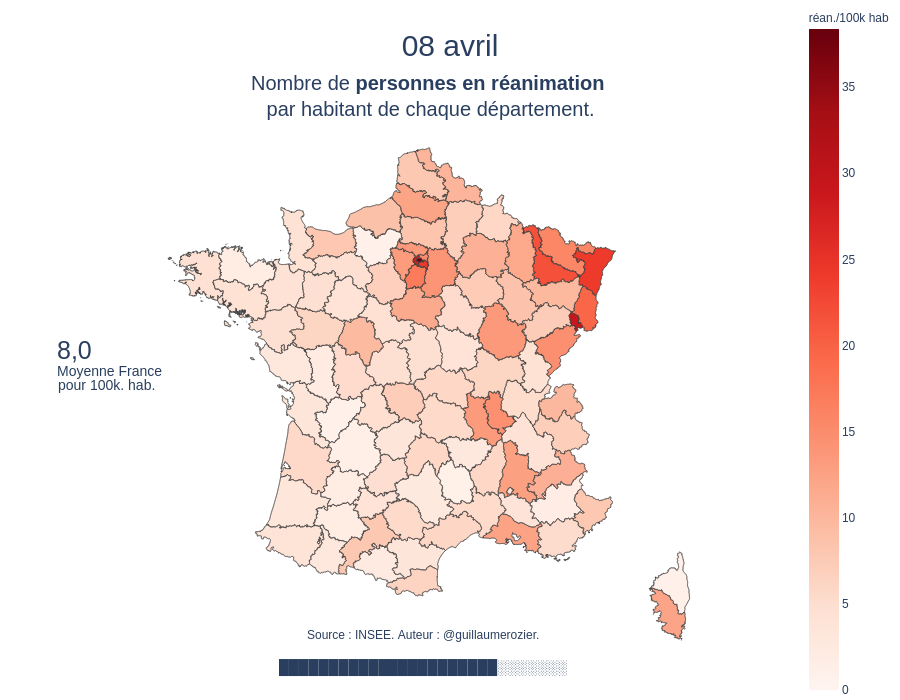 réan./100k hab
08 avril
Nombre de personnes en réanimation
par habitant de chaque département.
35
30
25
20
15
10
5
0
8,0
Moyenne France
pour 100k. hab.
Source : INSEE. Auteur : @guillaumerozier.